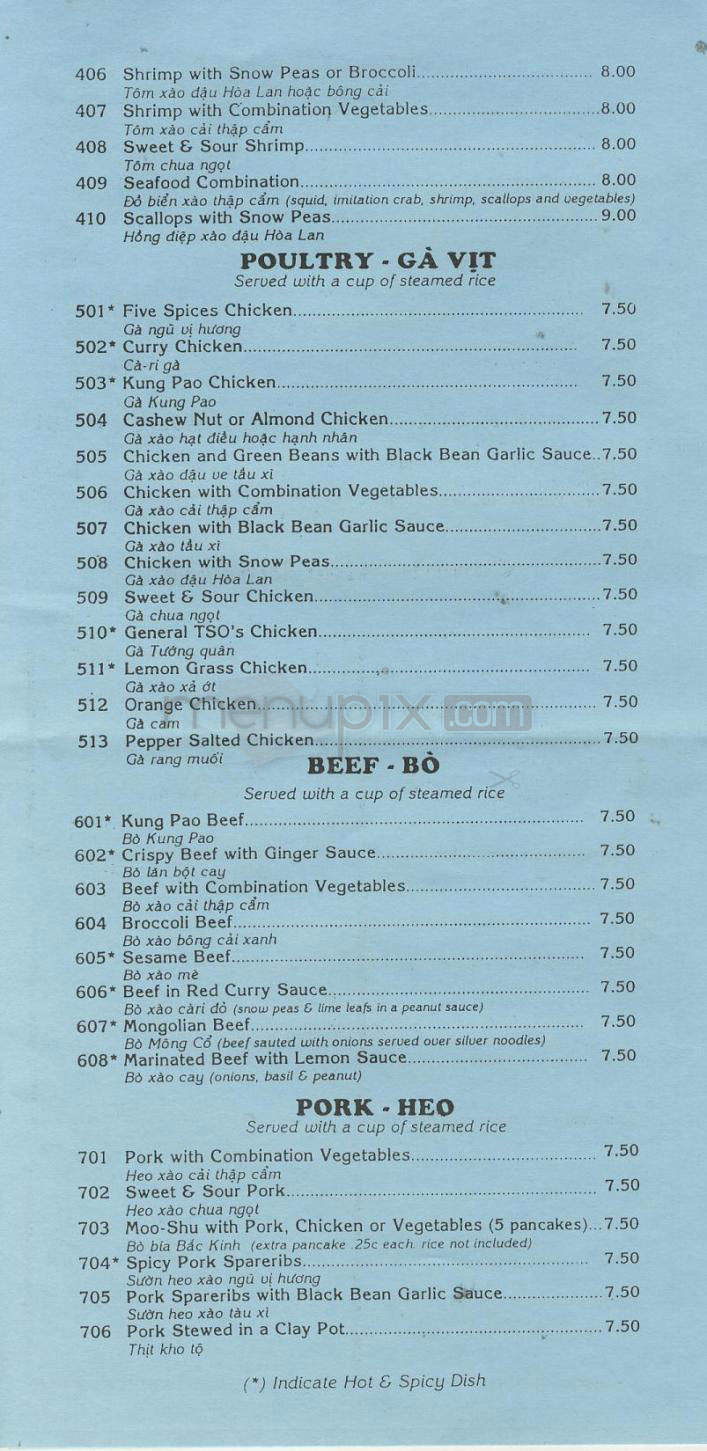 406 Shrimp with Snow Peas or Broccoli................................... 8.00
Tôm xào đậu Hòa Lan hoặc bông cải
407 Shrimp with Combination Vegetables..............................8.00
Tôm xào cải thập cẩm
408 Sweet & Sour Shrimp................................................... 8.00
Tôm chua ngọt
409 Seafood Combination.................................................... 8.00
Đồ biển xào thập cẩm (squid, imitation crab, shrimp, scallops and vegetables)
410 Scallops with Snow Peas...............................................9.00
Hồng điệp xào đậu Hòa Lan
POULTRY - GÀ VỊT
Served with a cup of steamed rice
501* Five Spices Chicken................................................... 7.50
Gà ngũ vị hương
502* Curry Chicken.......................................................... 7.50
Cà-ri gà
503* Kung Pao Chicken.................................................... 7.50
Gà Kung Pao
504 Cashew Nut or Almond Chicken.....................................7.50
Gà xào hạt điều hoặc hạnh nhân
505 Chicken and Green Beans with Black Bean Garlic Sauce..7.50
Gà xào đậu ve tầu xì
506 Chicken with Combination Vegetables............................7.50
Gà xào cải thập cẩm
507 Chicken with Black Bean Garlic Sauce...........................7.50
Gà xào tầu xì
508 Chicken with Snow Peas...............................................7.50
Gà xào đậu Hòa Lan
509 Sweet & Sour Chicken..................................................7.50
Gà chua ngọt
510* General TSO's Chicken............................................... 7.50
Gà Tướng quân
511* Lemon Grass Chicken................................................. 7.50
Gà xào xả ớt
512 Orange Chicken........................................................... 7.50
Gà cam
menupix.com
513 Pepper Salted Chicken..................................................7.50
Gà rang muối
BEEF - BÒ
Served with a cup of steamed rice
601* Kung Pao Beef........................................................... 7.50
Bò Kung Pao
602* Crispy Beef with Ginger Sauce.................................... 7.50
Bò lăn bột cay
603 Beef with Combination Vegetables................................. 7.50
Bò xào cải thập cẩm
604 Broccoli Beef.............................................................. 7.50
Bò xào bông cải xanh
605* Sesame Beef............................................................. 7.50
Bò xào mè
606* Beef in Red Curry Sauce............................................. 7.50
Bò xào càri đỏ (snow peas & lime leafs in a peanut sauce)
607* Mongolian Beef.......................................................... 7.50
Bò Mông Cổ (beef sauted with onions served over silver noodles)
608* Marinated Beef with Lemon Sauce............................... 7.50
Bò xào cay (onions, basil & peanut)
PORK - HEO
Served with a cup of steamed rice
701 Pork with Combination Vegetables................................ 7.50
Heo xào cải thập cẩm
702 Sweet & Sour Pork...................................................... 7.50
Heo xào chua ngọt
703 Moo-Shu with Pork, Chicken or Vegetables (5 pancakes)...7.50
Bò bía Bắc Kinh (extra pancake .25c each. rice not included)
704* Spicy Pork Spareribs.................................................. 7.50
Sườn heo xào ngũ vị hương
705 Pork Spareribs with Black Bean Garlic Sauce..................7.50
Sườn heo xào tàu xì
706 Pork Stewed in a Clay Pot.............................................7.50
Thịt kho tộ
(*) Indicate Hot & Spicy Dish